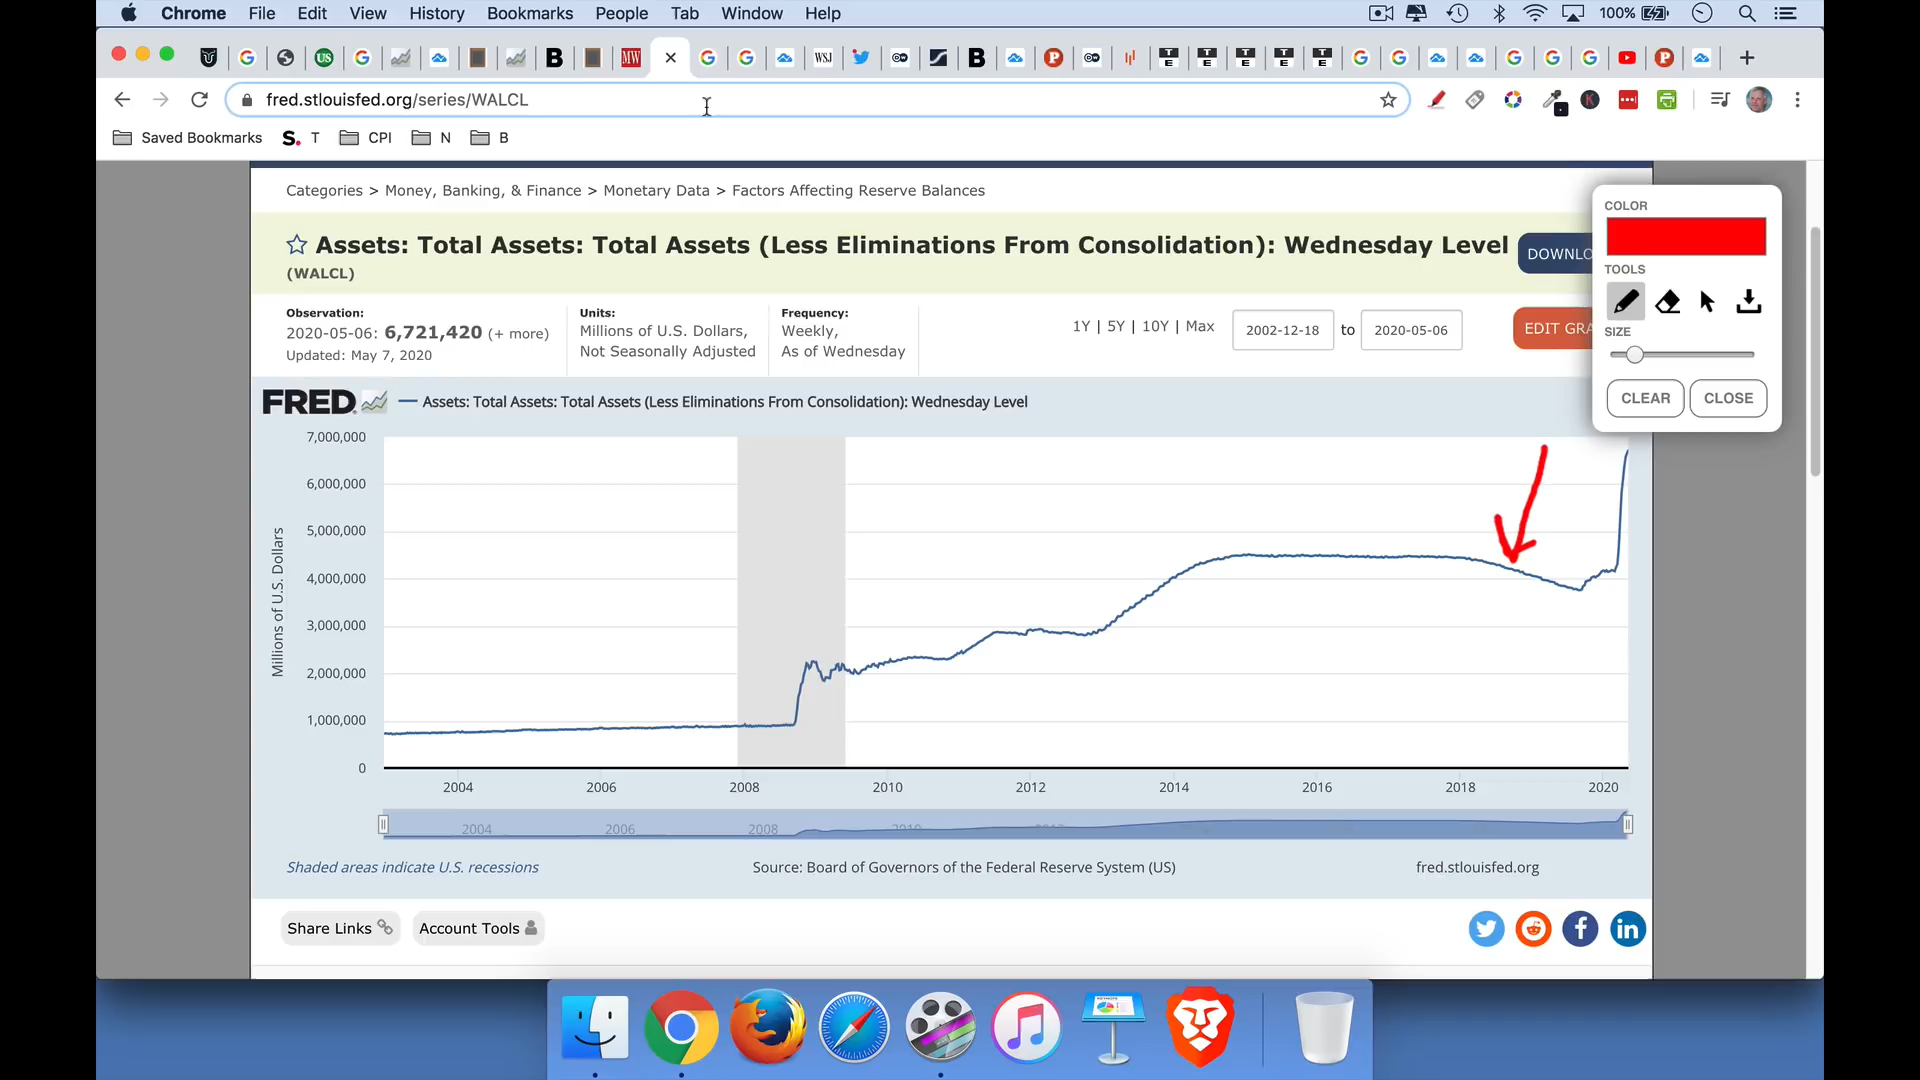 Chrome File Edit View History Bookmarks People Tab Window Help 100%
US B MW WSJ B P T E T E T E T E T E P
fred.stlouisfed.org/series/WALCL K
Saved Bookmarks S. T CPI N B
Categories > Money, Banking, & Finance > Monetary Data > Factors Affecting Reserve Balances
COLOR
Assets: Total Assets: Total Assets (Less Eliminations From Consolidation): Wednesday Level
(WALCL)
DOWNLO
TOOLS
Observation:
2020-05-06: 6,721,420 (+ more)
Updated: May 7, 2020
Units:
Millions of U.S. Dollars,
Not Seasonally Adjusted
Frequency:
Weekly,
As of Wednesday
1Y | 5Y | 10Y | Max 2002-12-18 to 2020-05-06
EDIT GRA
SIZE
CLEAR CLOSE
FRED Assets: Total Assets: Total Assets (Less Eliminations From Consolidation): Wednesday Level
Millions of U.S. Dollars
7,000,000
6,000,000
5,000,000
4,000,000
3,000,000
2,000,000
1,000,000
0
2004 2006 2008 2010 2012 2014 2016 2018 2020
2004 2006 2008 2010
Shaded areas indicate U.S. recessions Source: Board of Governors of the Federal Reserve System (US) fred.stlouisfed.org
Share Links Account Tools
KEYNOTE